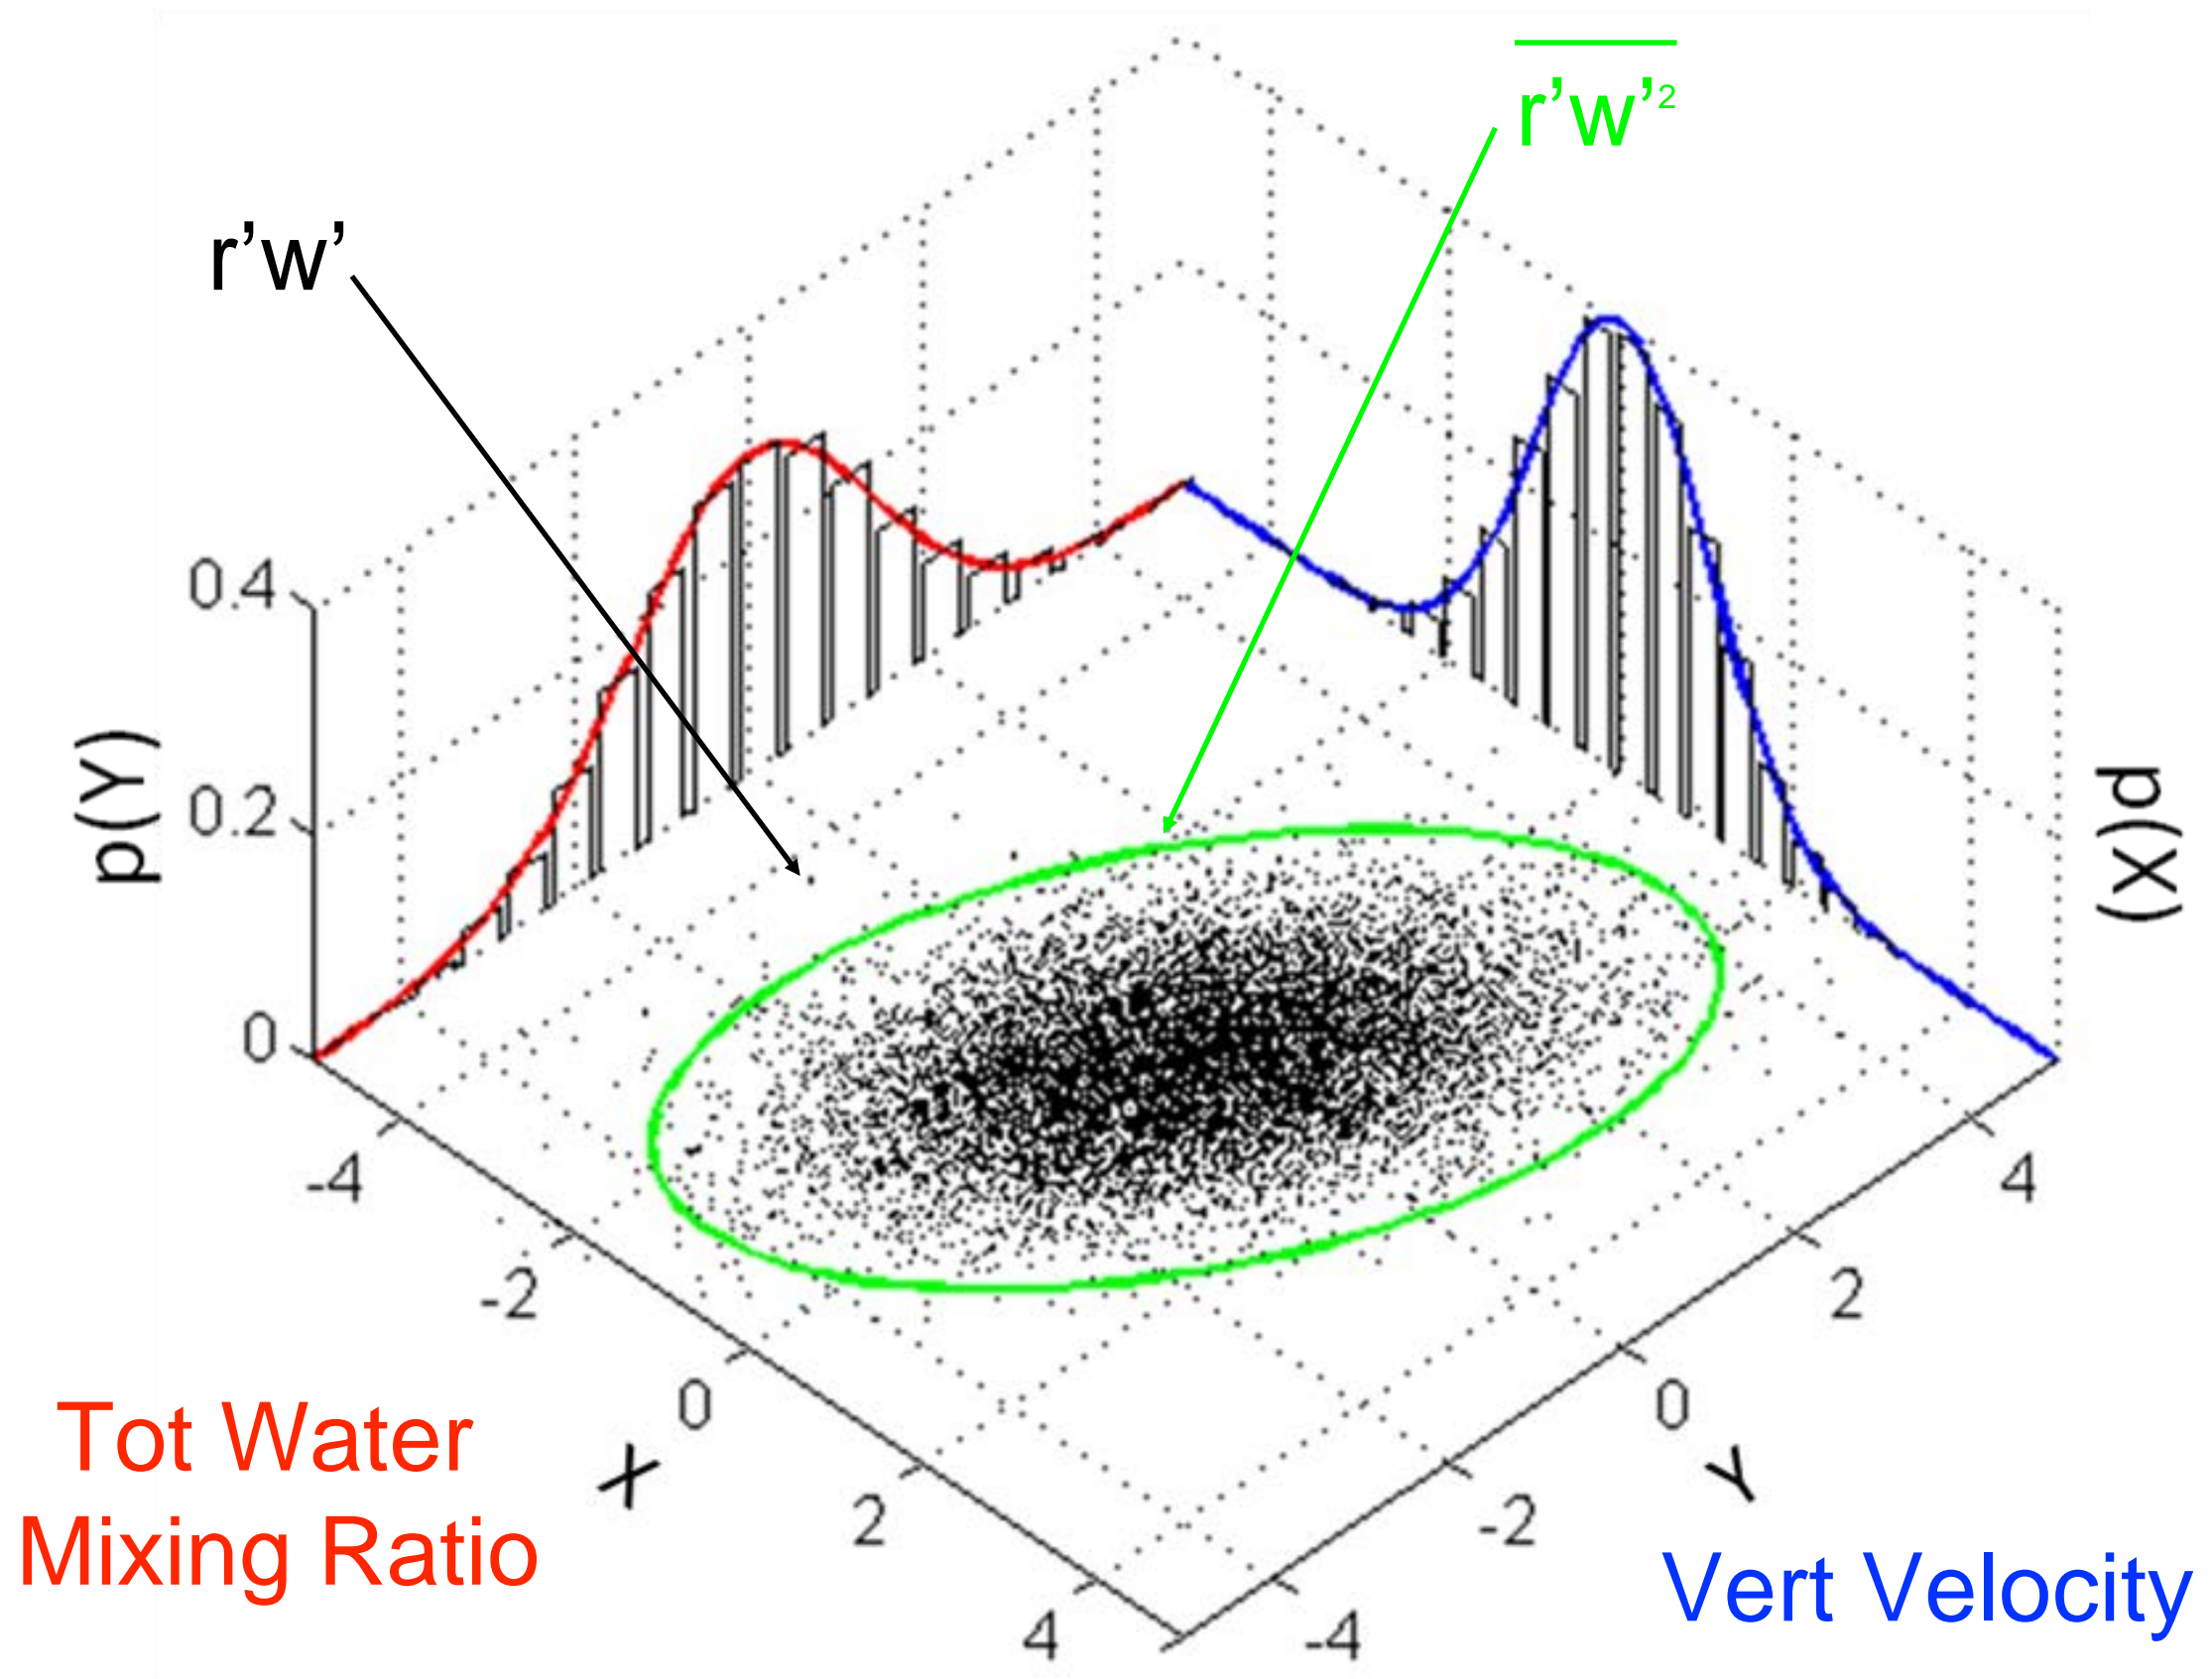 r’w’²
r’w’
0.4
0.2
0
p(Y)
p(X)
-4
-2
0
2
4
X
-4
-2
0
2
4
Y
Tot Water
Mixing Ratio
Vert Velocity